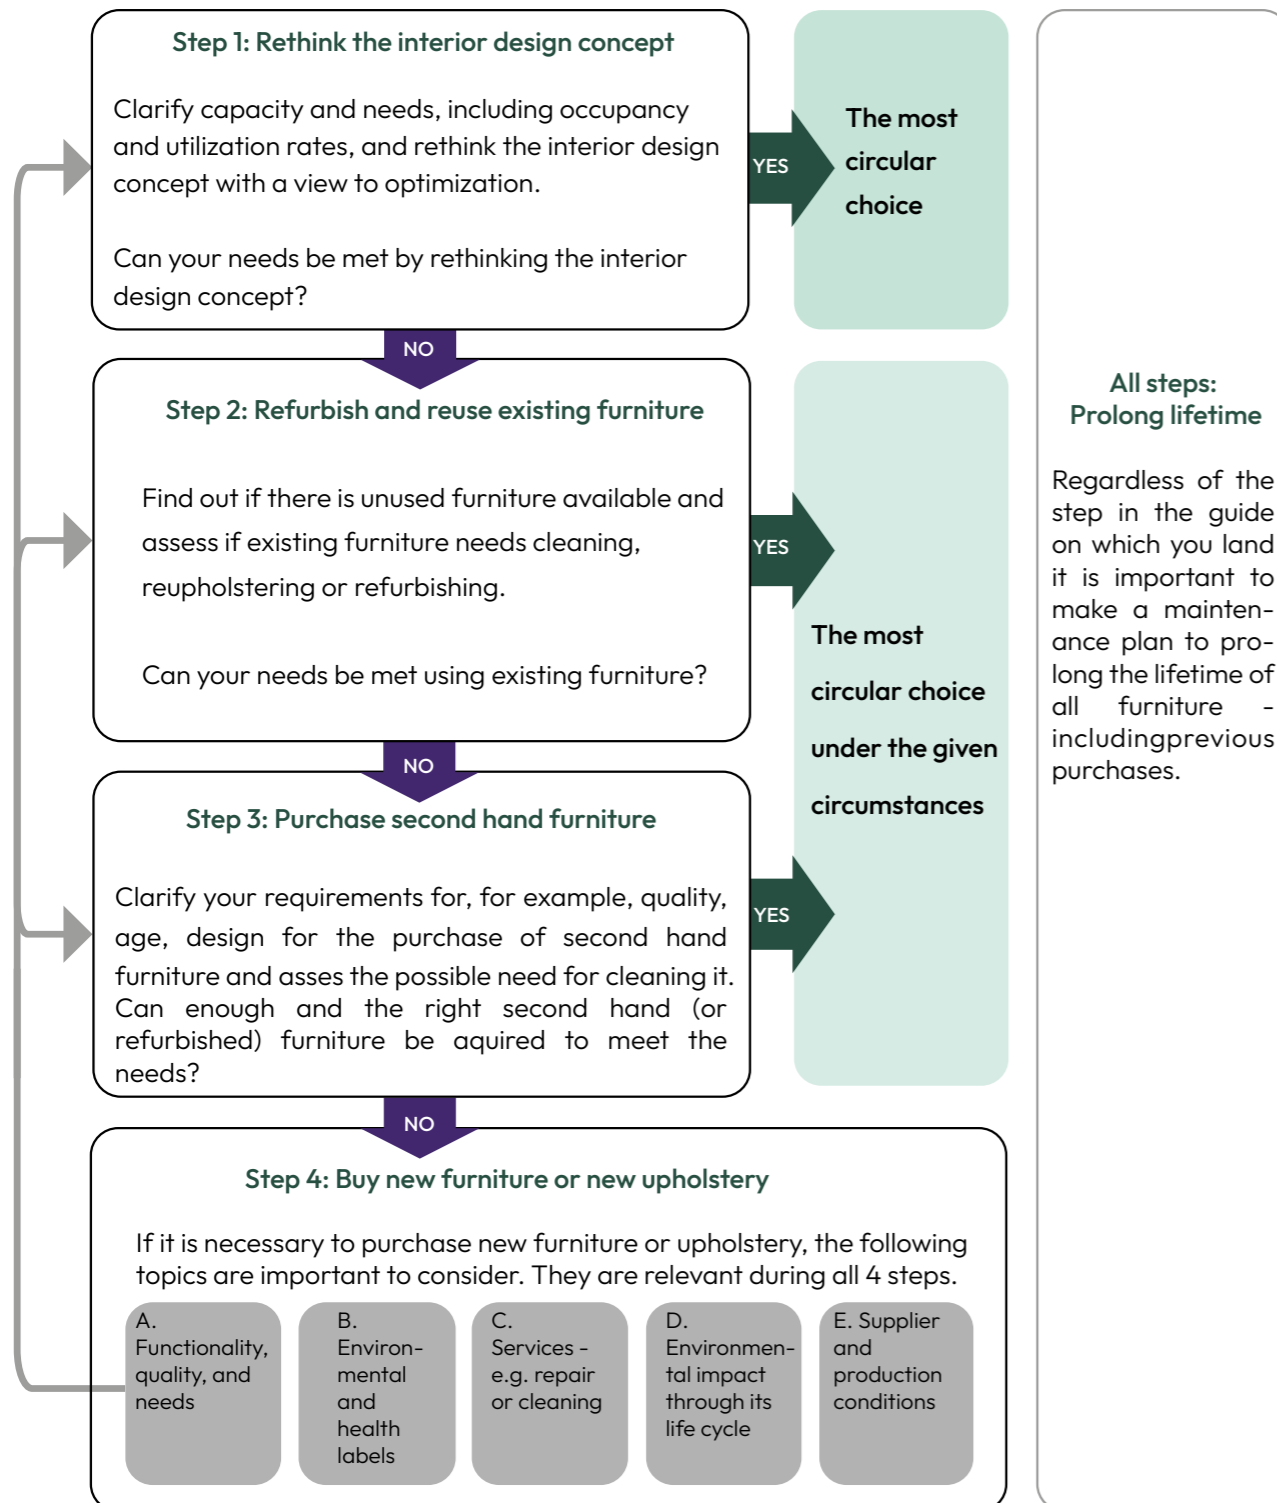 Step 1: Rethink the interior design concept
Clarify capacity and needs, including occupancy
and utilization rates, and rethink the interior design
concept with a view to optimization.
Can your needs be met by rethinking the interior
design concept?
YES
The most
circular
choice
NO
Step 2: Refurbish and reuse existing furniture
Find out if there is unused furniture available and
assess if existing furniture needs cleaning,
reupholstering or refurbishing.
Can your needs be met using existing furniture?
YES
The most
circular choice
under the given
circumstances
NO
Step 3: Purchase second hand furniture
Clarify your requirements for, for example, quality,
age, design for the purchase of second hand
furniture and asses the possible need for cleaning it.
Can enough and the right second hand (or
refurbished) furniture be aquired to meet the
needs?
YES
NO
Step 4: Buy new furniture or new upholstery
If it is necessary to purchase new furniture or upholstery, the following
topics are important to consider. They are relevant during all 4 steps.
A.
Functionality,
quality, and
needs
B.
Environ-
mental
and
health
labels
C.
Services -
e.g. repair
or cleaning
D.
Environmen-
tal impact
through its
life cycle
E. Supplier
and
production
conditions
All steps:
Prolong lifetime
Regardless of the
step in the guide
on which you land
it is important to
make a mainten-
ance plan to pro-
long the lifetime of
all furniture -
includingprevious
purchases.